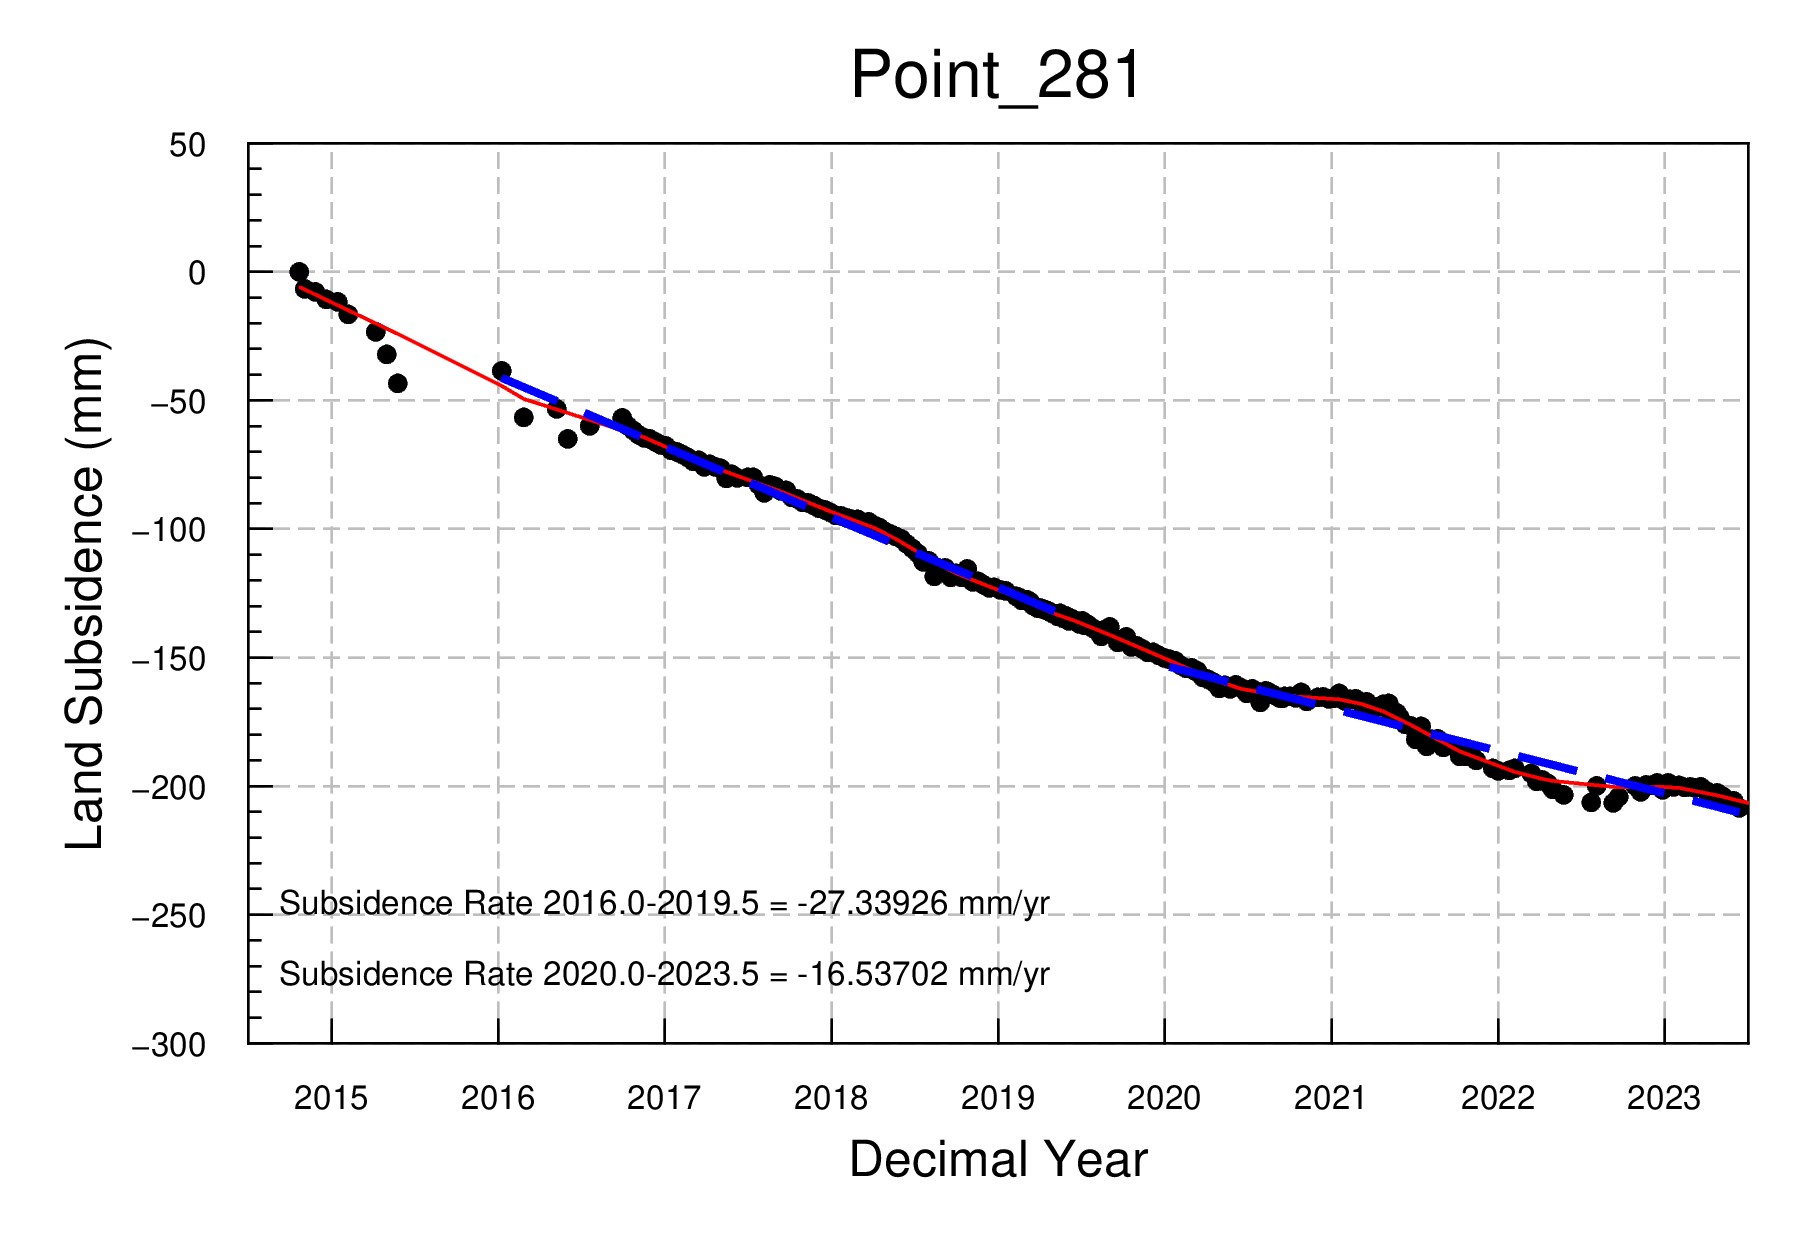 Point_281
50
0
−50
−100
−150
−200
−250
−300
Land Subsidence (mm)
Subsidence Rate 2016.0-2019.5 = -27.33926 mm/yr
Subsidence Rate 2020.0-2023.5 = -16.53702 mm/yr
2015 2016 2017 2018 2019 2020 2021 2022 2023
Decimal Year